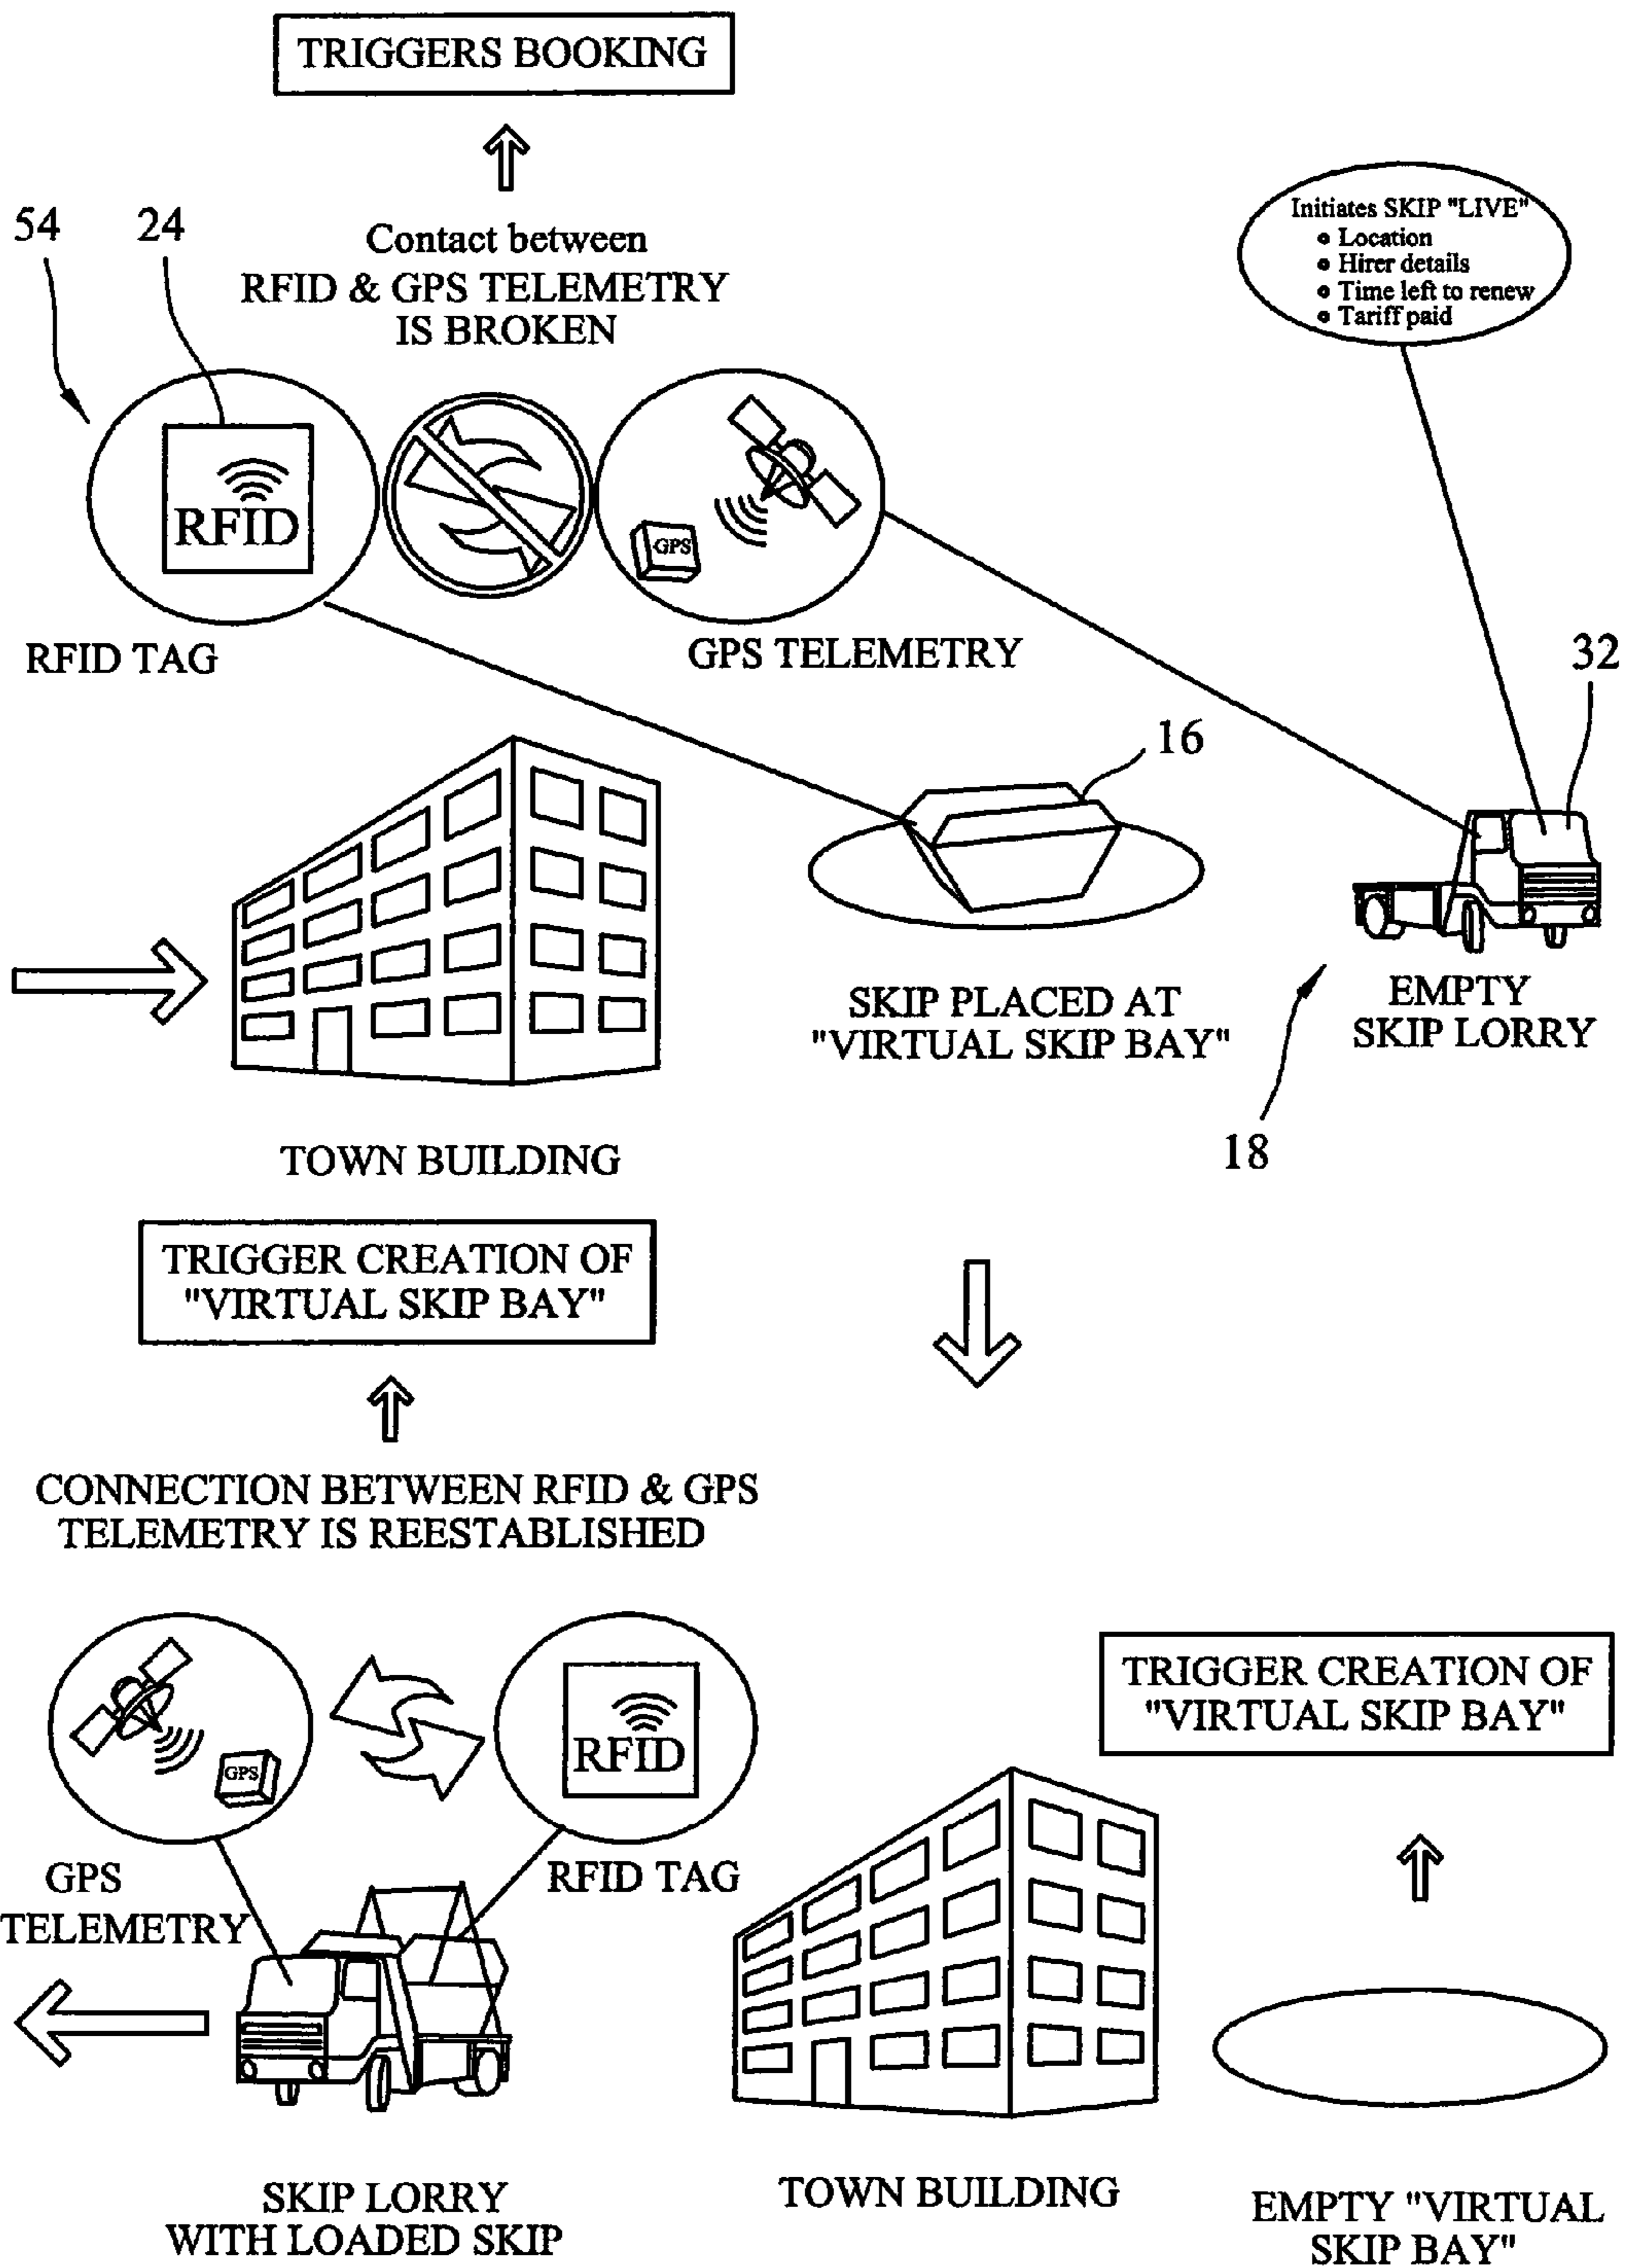 TRIGGERS BOOKING
54
24
Contact between
RFID & GPS TELEMETRY
IS BROKEN
Initiates SKIP "LIVE"
• Location
• Hirer details
• Time left to renew
• Tariff paid
RFID
GPS
RFID TAG
GPS TELEMETRY
32
16
SKIP PLACED AT
"VIRTUAL SKIP BAY"
EMPTY
SKIP LORRY
18
TOWN BUILDING
TRIGGER CREATION OF
"VIRTUAL SKIP BAY"
CONNECTION BETWEEN RFID & GPS
TELEMETRY IS REESTABLISHED
GPS
RFID
TRIGGER CREATION OF
"VIRTUAL SKIP BAY"
GPS
TELEMETRY
RFID TAG
SKIP LORRY
WITH LOADED SKIP
TOWN BUILDING
EMPTY "VIRTUAL
SKIP BAY"